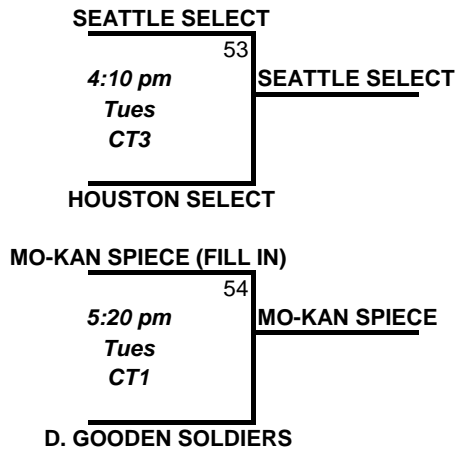 SEATTLE SELECT
53
4:10 pm
SEATTLE SELECT
Tues
CT3
HOUSTON SELECT
MO-KAN SPIECE (FILL IN)
54
5:20 pm
MO-KAN SPIECE
Tues
CT1
D. GOODEN SOLDIERS